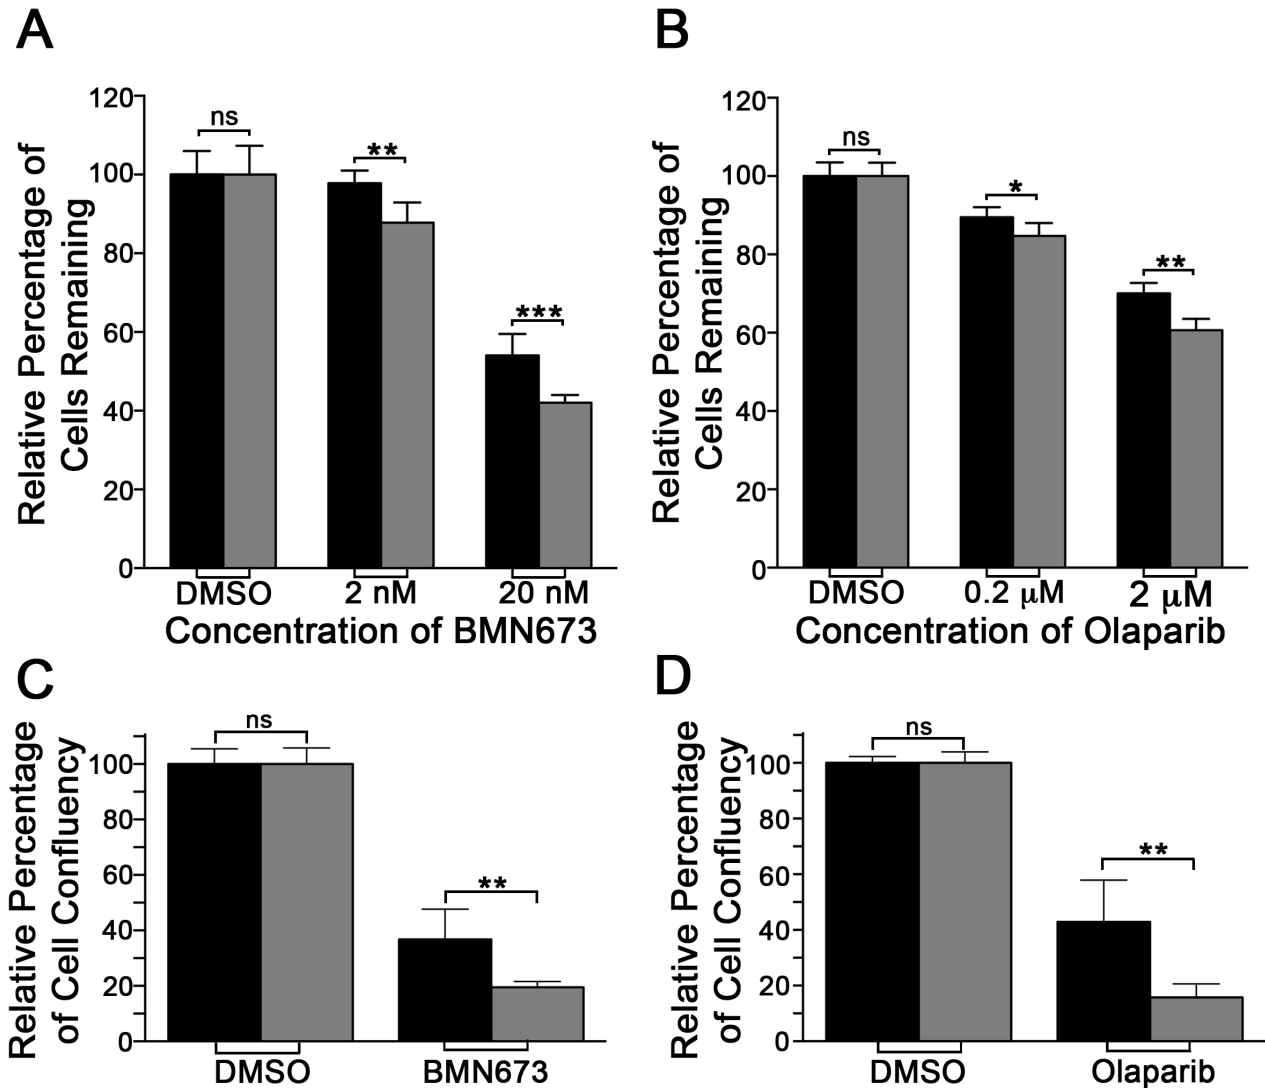 A
Relative Percentage of
Cells Remaining
120
100
80
60
40
20
0
ns
**
***
DMSO
2 nM
20 nM
Concentration of BMN673
B
Relative Percentage of
Cells Remaining
120
100
80
60
40
20
0
ns
*
**
DMSO
0.2 μM
2 μM
Concentration of Olaparib
C
Relative Percentage
of Cell Confluency
100
80
60
40
20
0
ns
**
DMSO
BMN673
D
Relative Percentage
of Cell Confluency
100
80
60
40
20
0
ns
**
DMSO
Olaparib